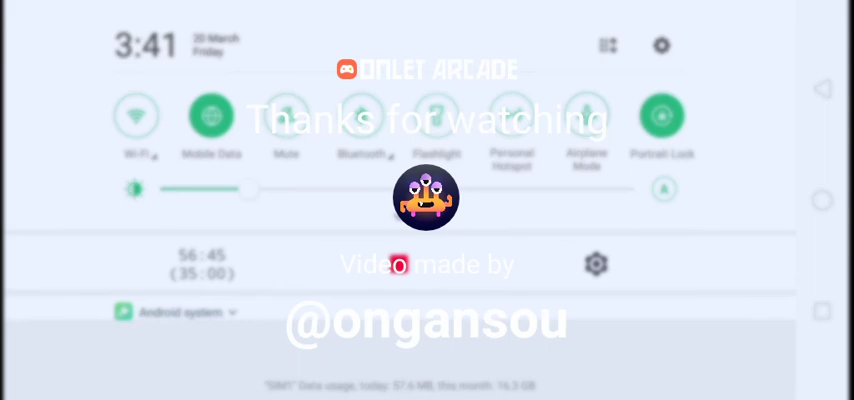 3:41
20 March
Friday
OMLET ARCADE
Thanks for watching
Wi-Fi
Mobile Data
Mute
Bluetooth
Flashlight
Personal
Hotspot
Airplane
Mode
Portrait Lock
A
56:45
(35:00)
Video made by
Android system
@ongansou
"SIM1" Data usage, today: 57.6 MB, this month: 16.3 GB